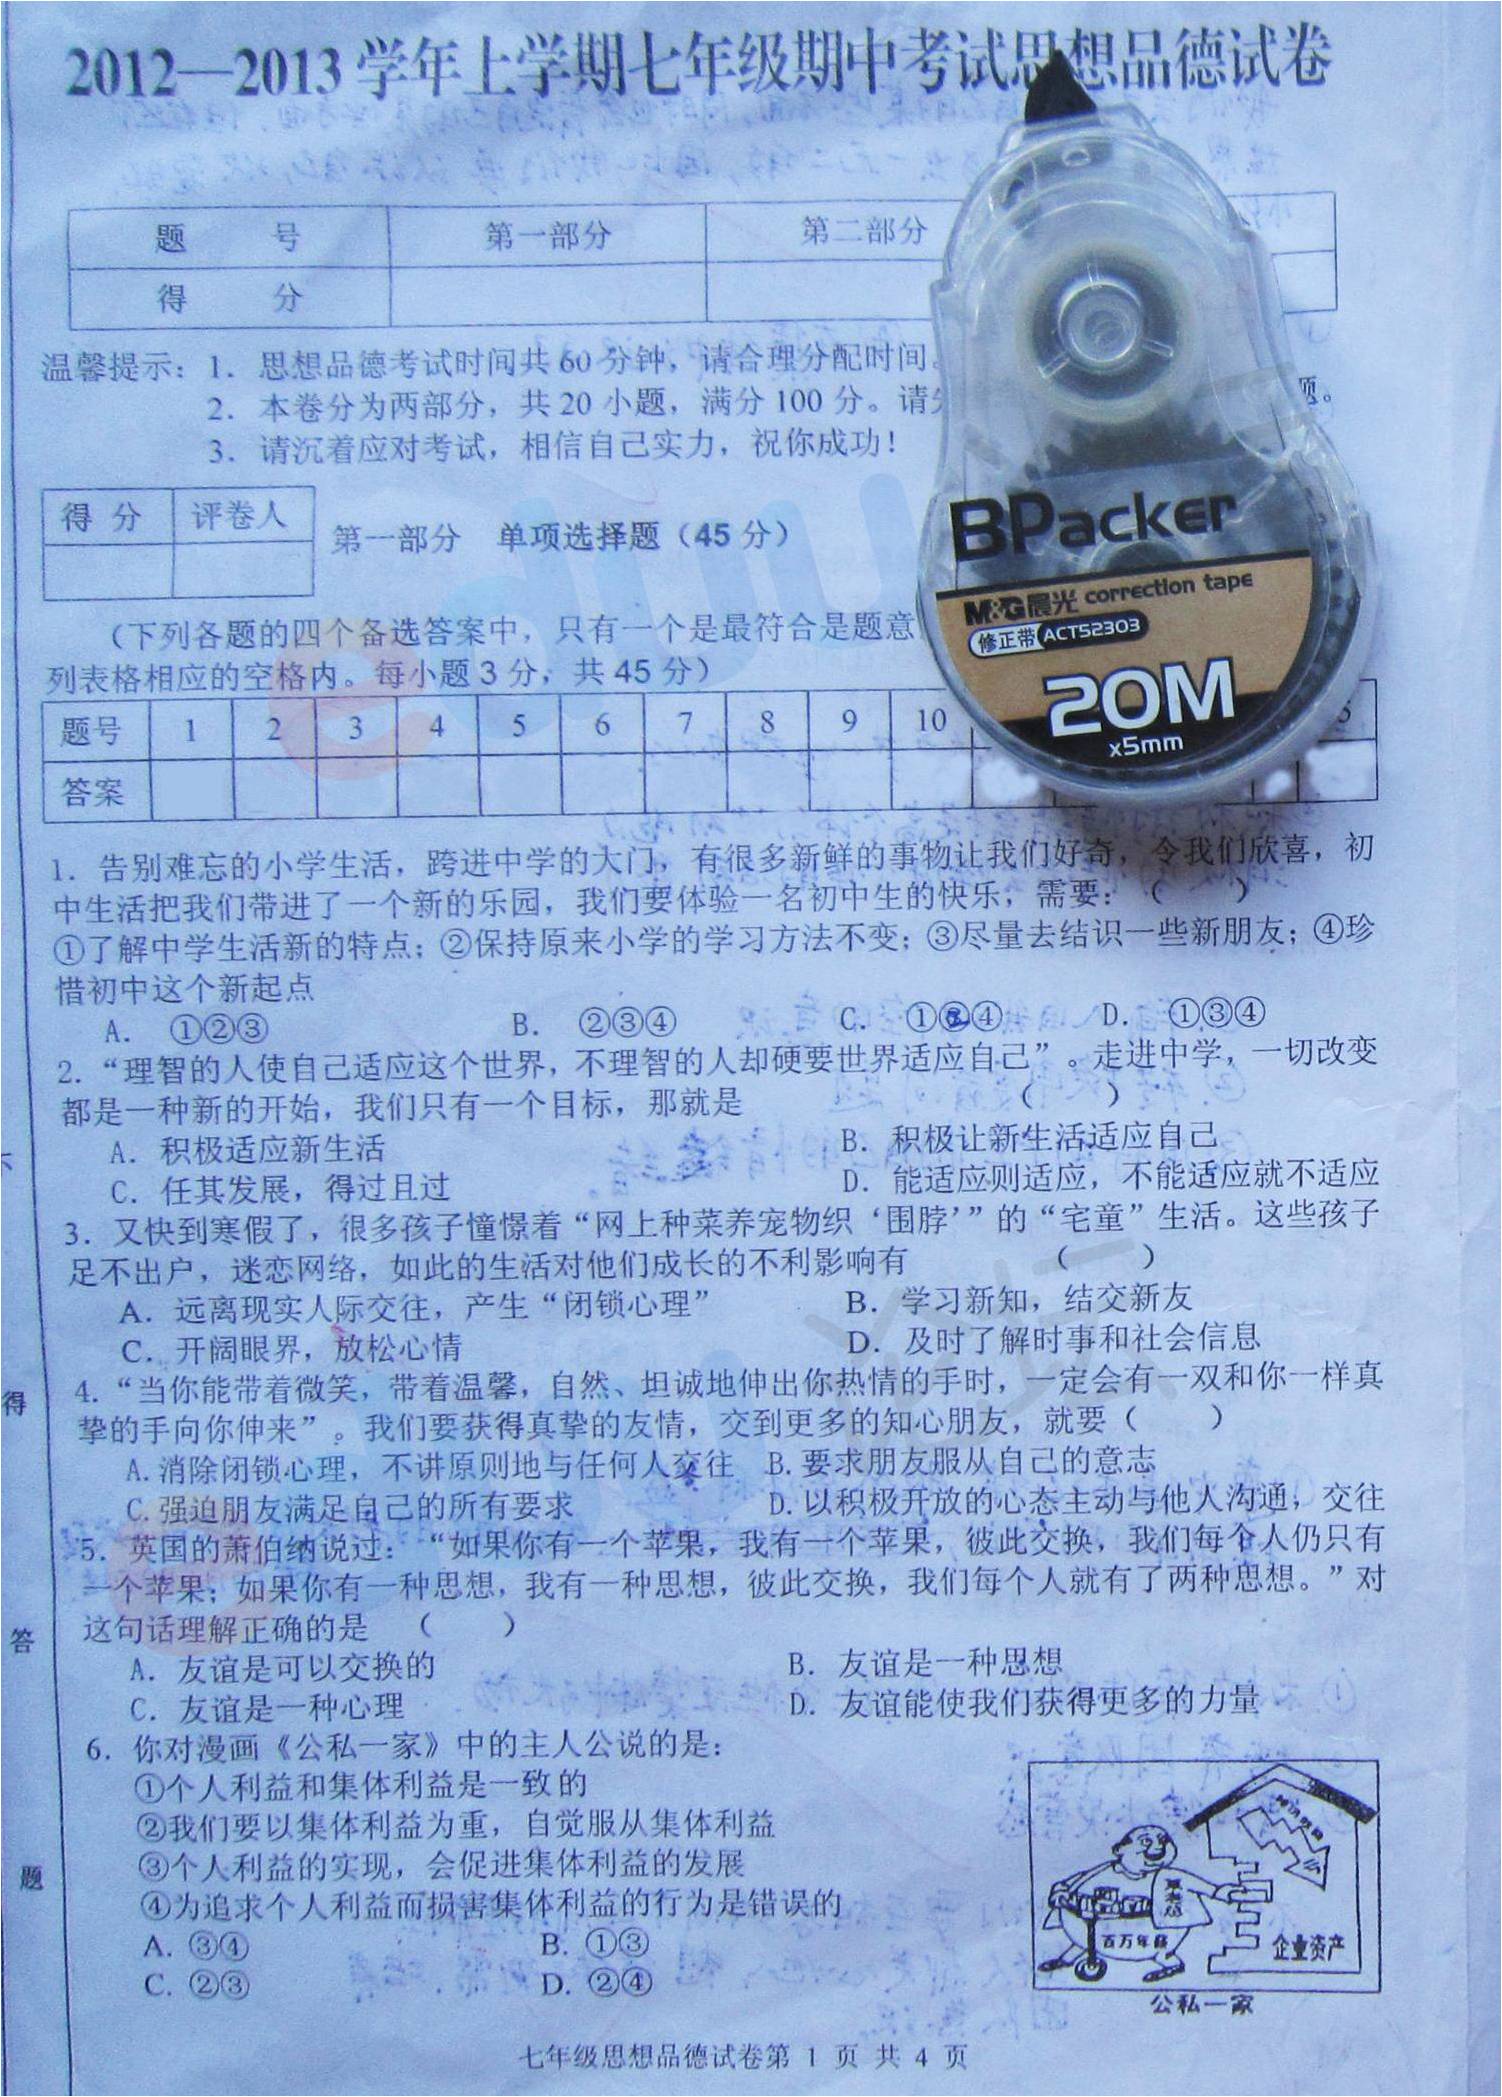 2012—2013学年上学期七年级期中考试思想品德试卷
题 号 第一部分 第二部分
得 分
温馨提示：1．思想品德考试时间共60分钟，请合理分配时间。
2．本卷分为两部分，共20小题，满分100分。请 题。
3．请沉着应对考试，相信自己实力，祝你成功！
得 分 评卷人
第一部分 单项选择题（45分）
（下列各题的四个备选答案中，只有一个是最符合是题意
列表格相应的空格内。每小题3分，共45分）
题号 1 2 3 4 5 6 7 8 9 10
答案
BPacker
M&G晨光 correction tape
修正带 ACT52303
20M
x5mm
1．告别难忘的小学生活，跨进中学的大门，有很多新鲜的事物让我们好奇，令我们欣喜，初
中生活把我们带进了一个新的乐园，我们要体验一名初中生的快乐，需要：（ ）
①了解中学生活新的特点；②保持原来小学的学习方法不变；③尽量去结识一些新朋友；④珍
惜初中这个新起点
A． ①②③ B． ②③④ C． ①②④ D． ①③④
2.“理智的人使自己适应这个世界，不理智的人却硬要世界适应自己”。走进中学，一切改变
都是一种新的开始，我们只有一个目标，那就是 （ ）
A．积极适应新生活 B．积极让新生活适应自己
C．任其发展，得过且过 D．能适应则适应，不能适应就不适应
3．又快到寒假了，很多孩子憧憬着“网上种菜养宠物织‘围脖’”的“宅童”生活。这些孩子
足不出户，迷恋网络，如此的生活对他们成长的不利影响有 （ ）
A．远离现实人际交往，产生“闭锁心理” B．学习新知，结交新友
C．开阔眼界，放松心情 D．及时了解时事和社会信息
4.“当你能带着微笑，带着温馨，自然、坦诚地伸出你热情的手时，一定会有一双和你一样真
挚的手向你伸来”。我们要获得真挚的友情，交到更多的知心朋友，就要（ ）
A.消除闭锁心理，不讲原则地与任何人交往 B.要求朋友服从自己的意志
C.强迫朋友满足自己的所有要求 D.以积极开放的心态主动与他人沟通，交往
5．英国的萧伯纳说过：“如果你有一个苹果，我有一个苹果，彼此交换，我们每个人仍只有
一个苹果；如果你有一种思想，我有一种思想，彼此交换，我们每个人就有了两种思想。”对
这句话理解正确的是 （ ）
A．友谊是可以交换的 B．友谊是一种思想
C．友谊是一种心理 D．友谊能使我们获得更多的力量
6．你对漫画《公私一家》中的主人公说的是：
①个人利益和集体利益是一致的
②我们要以集体利益为重，自觉服从集体利益
③个人利益的实现，会促进集体利益的发展
④为追求个人利益而损害集体利益的行为是错误的
A. ③④ B. ①③
C. ②③ D. ②④
百万年薪
企业资产
公私一家
得
答
题
七年级思想品德试卷第 1 页 共 4 页